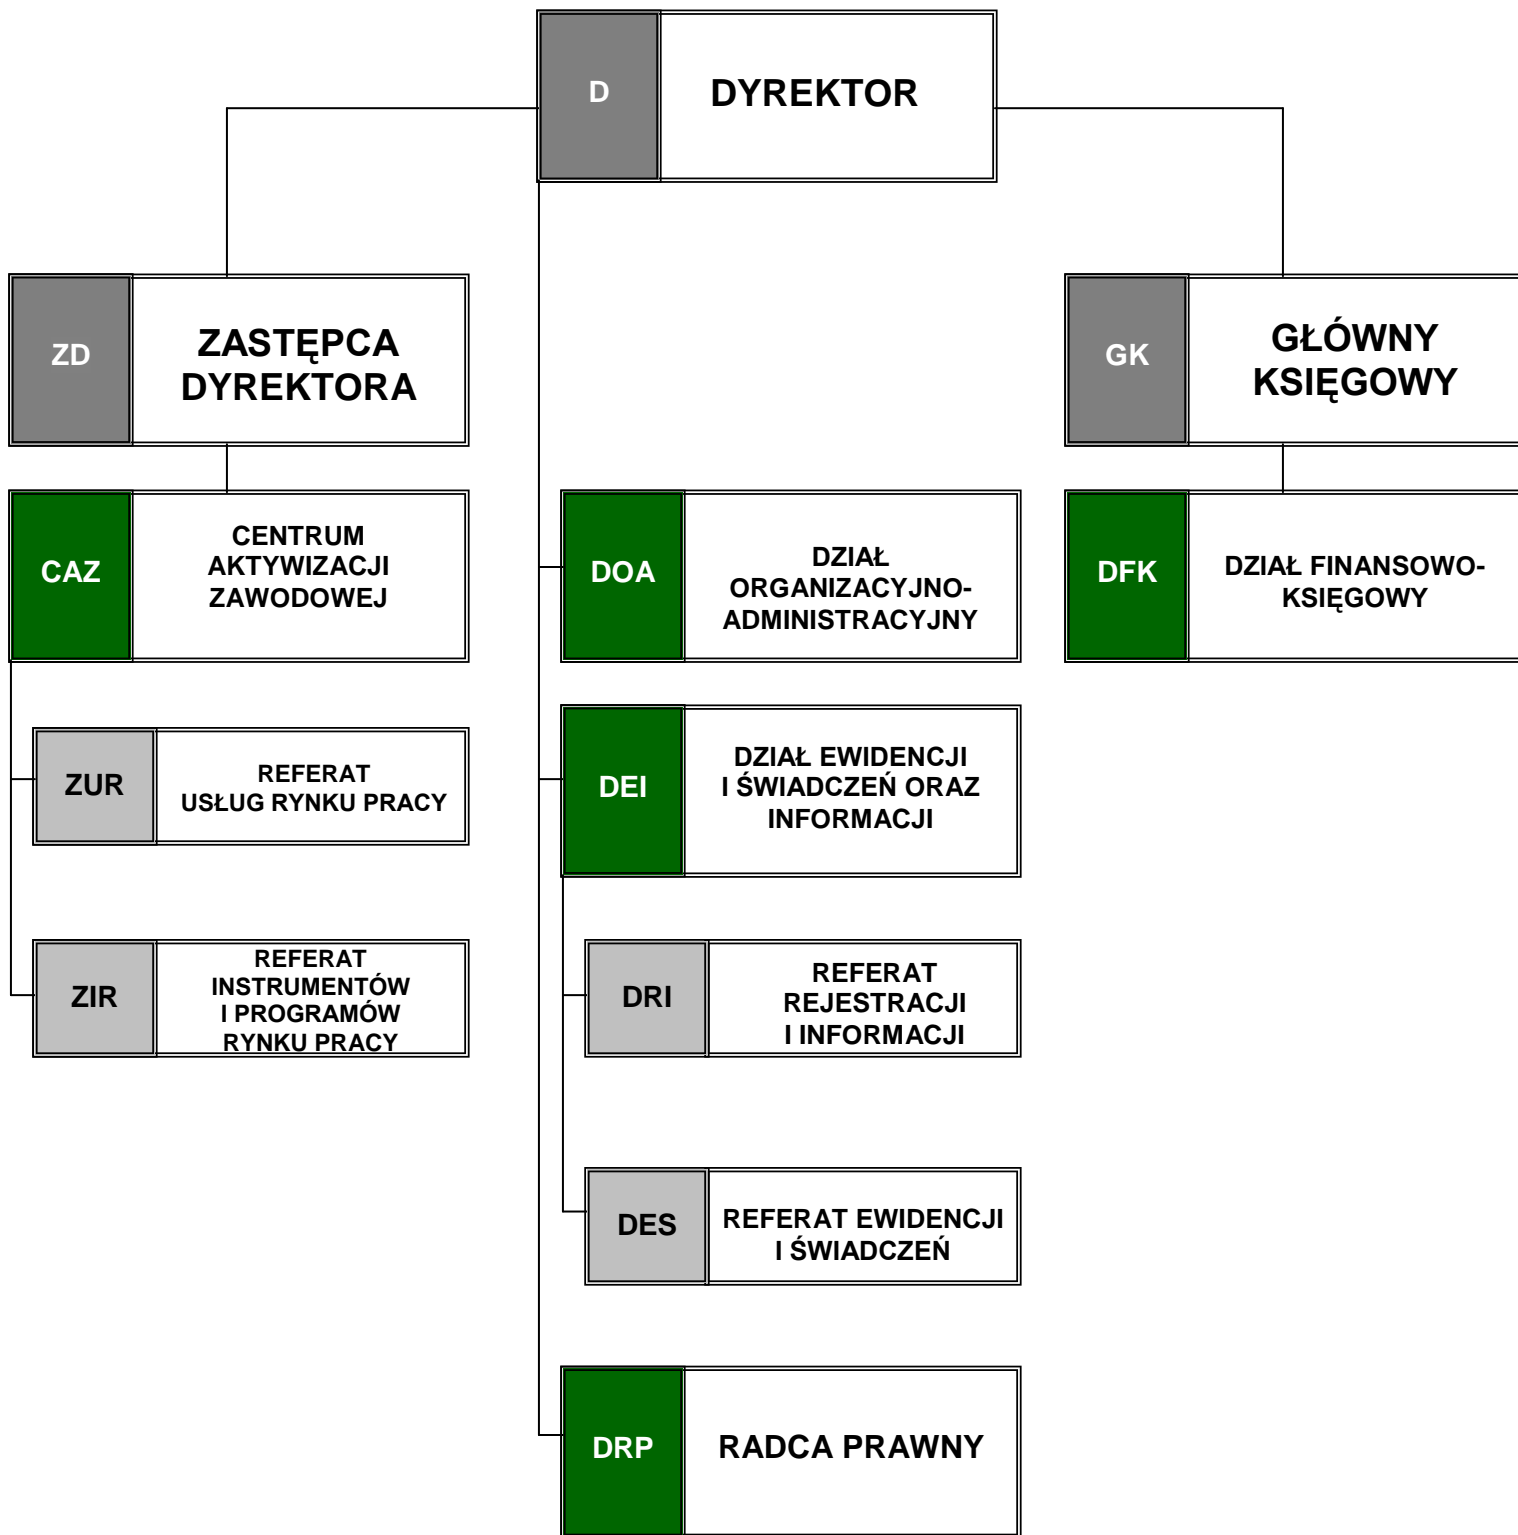 D
DYREKTOR
ZD
ZASTĘPCA
DYREKTORA
GK
GŁÓWNY
KSIĘGOWY
CAZ
CENTRUM
AKTYWIZACJI
ZAWODOWEJ
DOA
DZIAŁ
ORGANIZACYJNO-
ADMINISTRACYJNY
DFK
DZIAŁ FINANSOWO-
KSIĘGOWY
ZUR
REFERAT
USŁUG RYNKU PRACY
DEI
DZIAŁ EWIDENCJI
I ŚWIADCZEŃ ORAZ
INFORMACJI
ZIR
REFERAT
INSTRUMENTÓW
I PROGRAMÓW
RYNKU PRACY
DRI
REFERAT
REJESTRACJI
I INFORMACJI
DES
REFERAT EWIDENCJI
I ŚWIADCZEŃ
DRP
RADCA PRAWNY